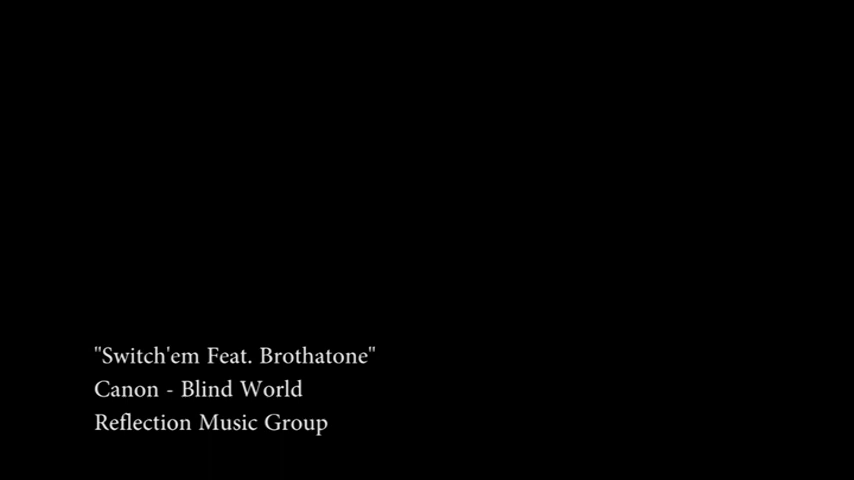 "Switch'em Feat. Brothatone"
Canon - Blind World
Reflection Music Group